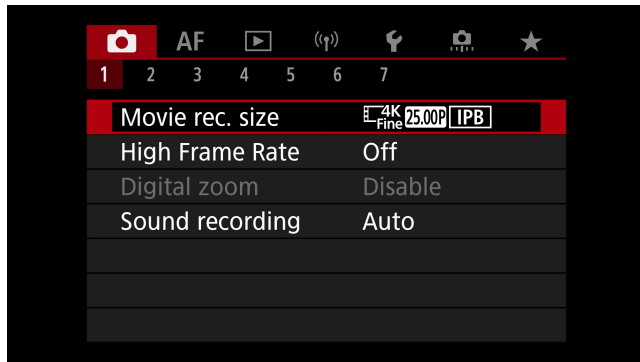 AF
1 2 3 4 5 6 7
Movie rec. size 4K Fine 25.00P IPB
High Frame Rate Off
Digital zoom Disable
Sound recording Auto